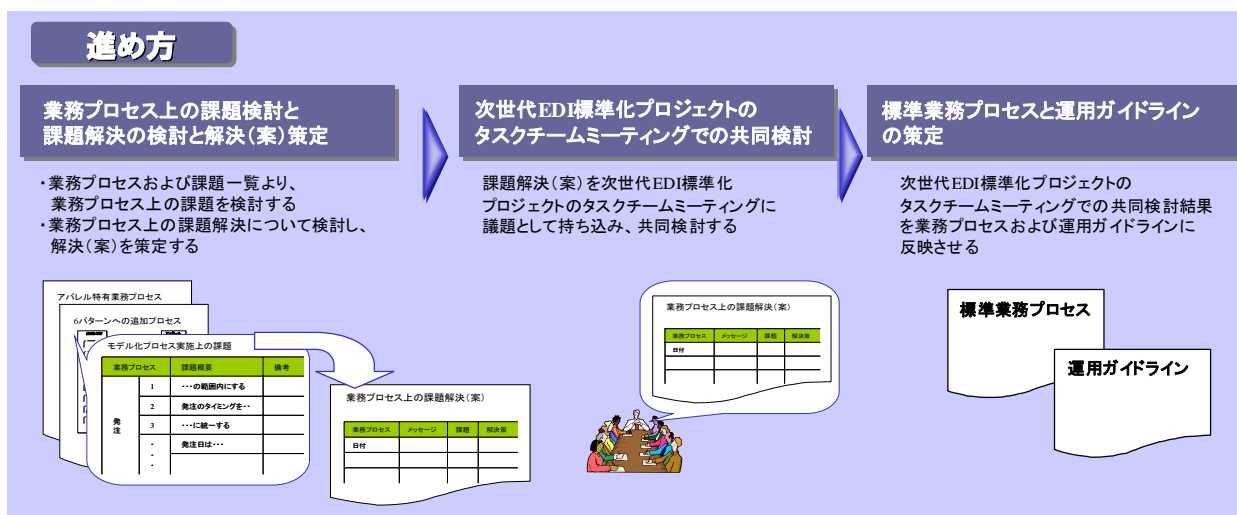 進め方
業務プロセス上の課題検討と
課題解決の検討と解決（案）策定
・業務プロセスおよび課題一覧より、
業務プロセス上の課題を検討する
・業務プロセス上の課題解決について検討し、
解決（案）を策定する
次世代EDI標準化プロジェクトの
タスクチームミーティングでの共同検討
課題解決（案）を次世代EDI標準化
プロジェクトのタスクチームミーティングに
議題として持ち込み、共同検討する
標準業務プロセスと運用ガイドライン
の策定
次世代EDI標準化プロジェクトの
タスクチームミーティングでの共同検討結果
を業務プロセスおよび運用ガイドラインに
反映させる
アパレル特有業務プロセス
6パターンへの追加プロセス
モデル化プロセス実施上の課題
業務プロセス 課題概要 備考
発注
1 ・・・の範囲内にする
2 発注のタイミングを・・
3 ・・・に統一する
・ 発注日は・・・
・
・
業務プロセス上の課題解決（案）
業務プロセス メッセージ 課題 解決策
日付
業務プロセス上の課題解決（案）
業務プロセス メッセージ 課題 解決策
日付
標準業務プロセス
運用ガイドライン